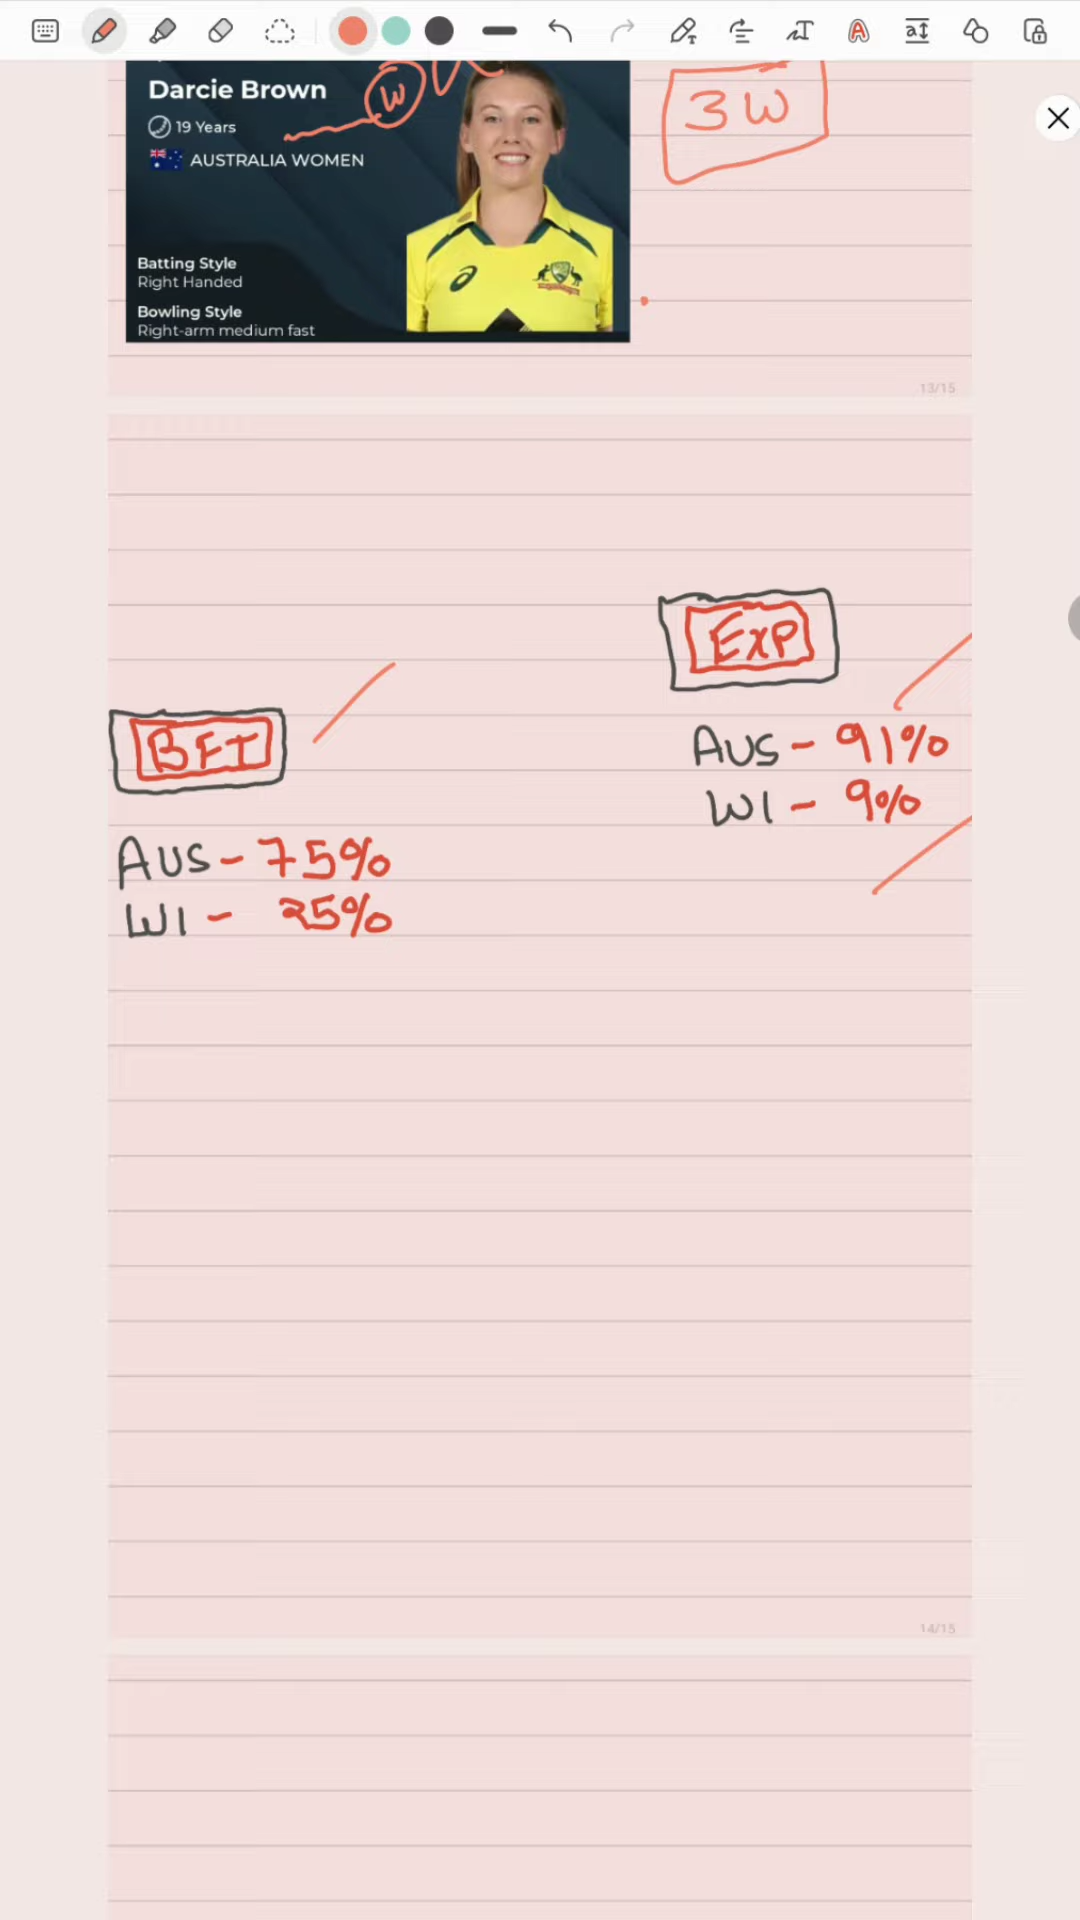 Darcie Brown
W
19 Years
AUSTRALIA WOMEN
3 W
Batting Style
Right Handed
Bowling Style
Right-arm medium fast
13/15
EXP
AUS - 91%
WI - 9%
BFI
AUS - 75%
WI - 25%
14/15